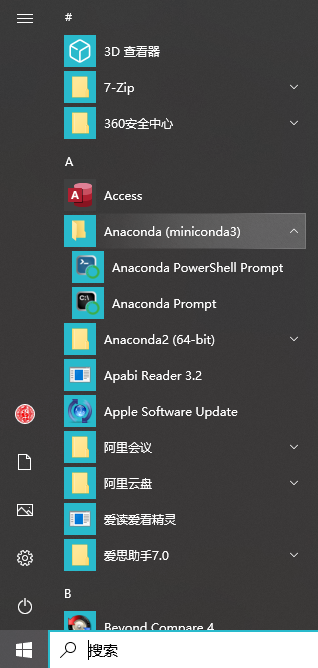 #
3D 查看器
7-Zip
360安全中心
A
Access
Anaconda (miniconda3)
Anaconda PowerShell Prompt
Anaconda Prompt
Anaconda2 (64-bit)
Apabi Reader 3.2
Apple Software Update
阿里会议
阿里云盘
爱读爱看精灵
爱思助手7.0
B
Beyond Compare 4
搜索